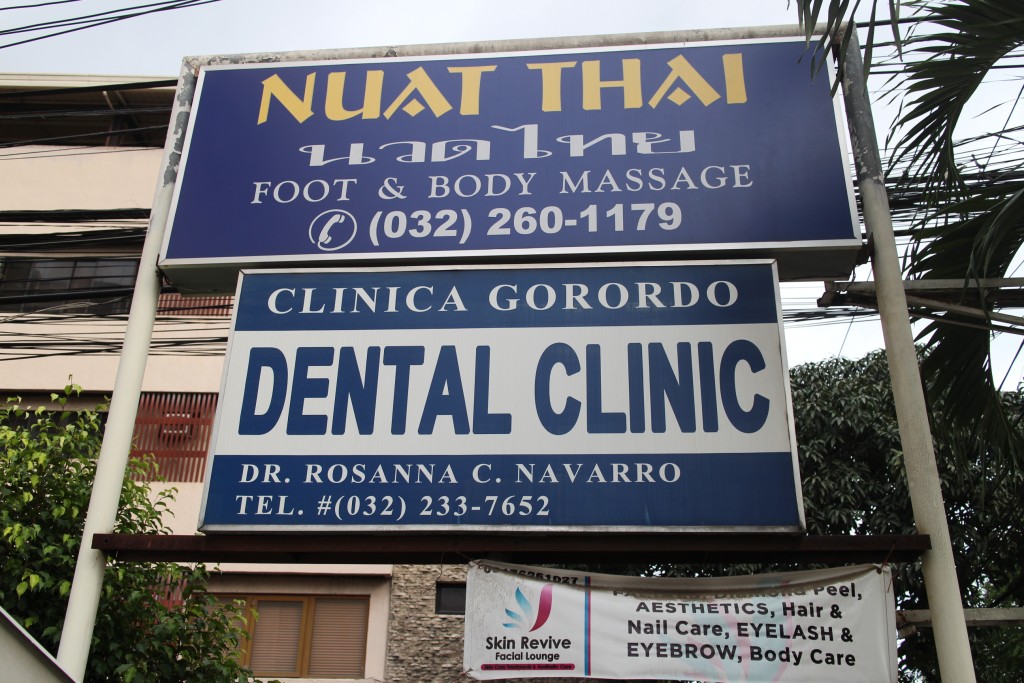 NUAT THAI
นวดไทย
FOOT & BODY MASSAGE
(032) 260-1179
CLINICA GORORDO
DENTAL CLINIC
DR. ROSANNA C. NAVARRO
TEL. #(032) 233-7652
Skin Revive
Facial Lounge
Peel,
AESTHETICS, Hair &
Nail Care, EYELASH &
EYEBROW, Body Care